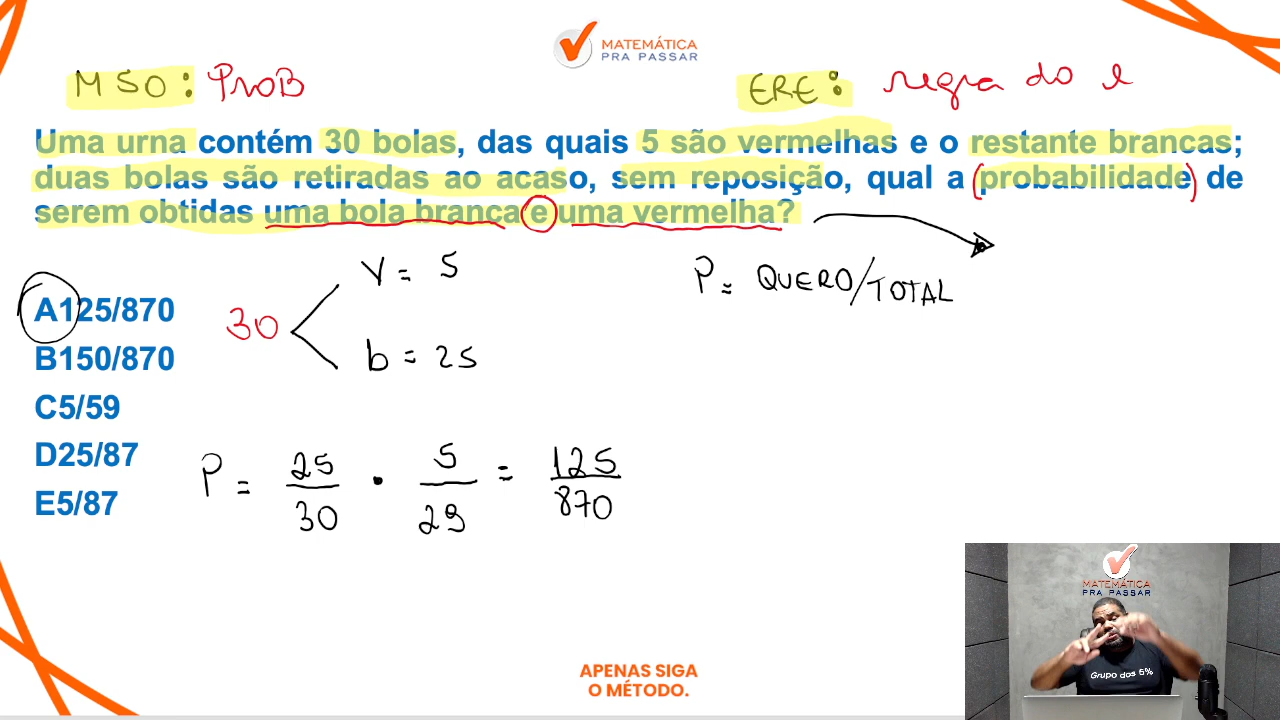 MATEMÁTICA
PRA PASSAR
MSO: PROB
ERE: regra do e
Uma urna contém 30 bolas, das quais 5 são vermelhas e o restante brancas;
duas bolas são retiradas ao acaso, sem reposição, qual a (probabilidade) de
serem obtidas uma bola branca e uma vermelha?
V = 5
P = QUERO/TOTAL
A125/870
30
b = 25
B150/870
C5/59
D25/87
E5/87
P = 25/30 · 5/29 = 125/870
MATEMÁTICA
PRA PASSAR
Grupo dos 5%
APENAS SIGA
O MÉTODO.